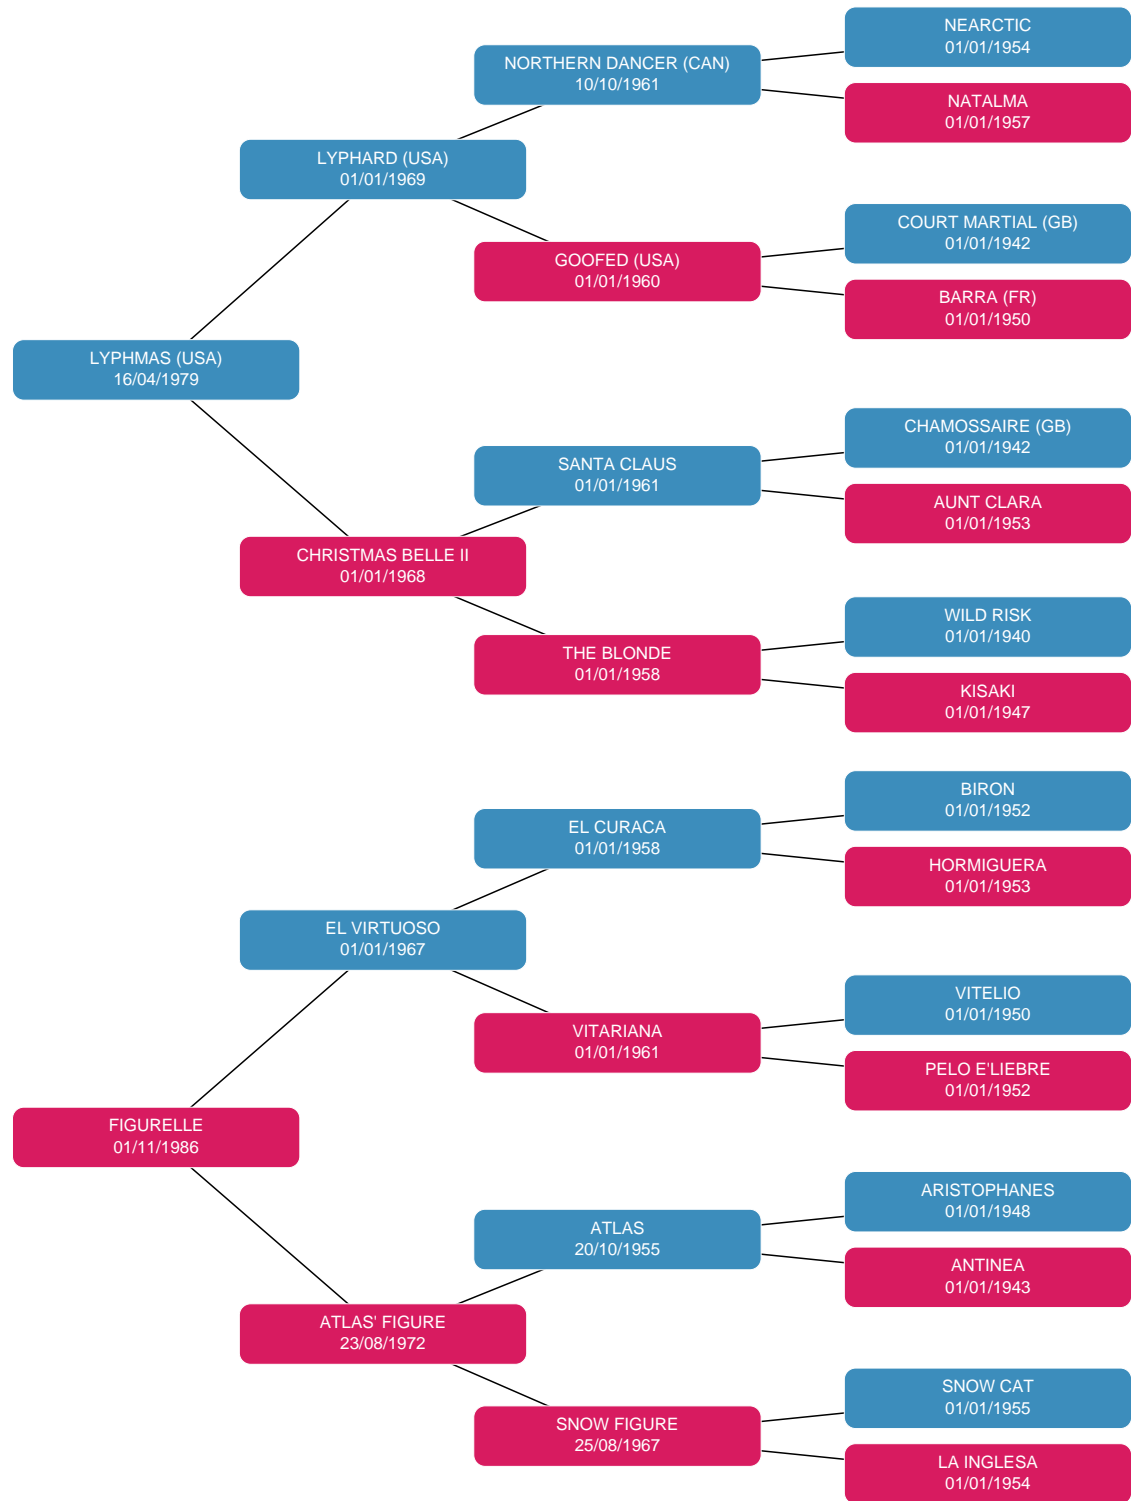 NEARCTIC
01/01/1954
NORTHERN DANCER (CAN)
10/10/1961
NATALMA
01/01/1957
LYPHARD (USA)
01/01/1969
COURT MARTIAL (GB)
01/01/1942
GOOFED (USA)
01/01/1960
BARRA (FR)
01/01/1950
LYPHMAS (USA)
16/04/1979
CHAMOSSAIRE (GB)
01/01/1942
SANTA CLAUS
01/01/1961
AUNT CLARA
01/01/1953
CHRISTMAS BELLE II
01/01/1968
WILD RISK
01/01/1940
THE BLONDE
01/01/1958
KISAKI
01/01/1947
BIRON
01/01/1952
EL CURACA
01/01/1958
HORMIGUERA
01/01/1953
EL VIRTUOSO
01/01/1967
VITELIO
01/01/1950
VITARIANA
01/01/1961
PELO E'LIEBRE
01/01/1952
FIGURELLE
01/11/1986
ARISTOPHANES
01/01/1948
ATLAS
20/10/1955
ANTINEA
01/01/1943
ATLAS' FIGURE
23/08/1972
SNOW CAT
01/01/1955
SNOW FIGURE
25/08/1967
LA INGLESA
01/01/1954